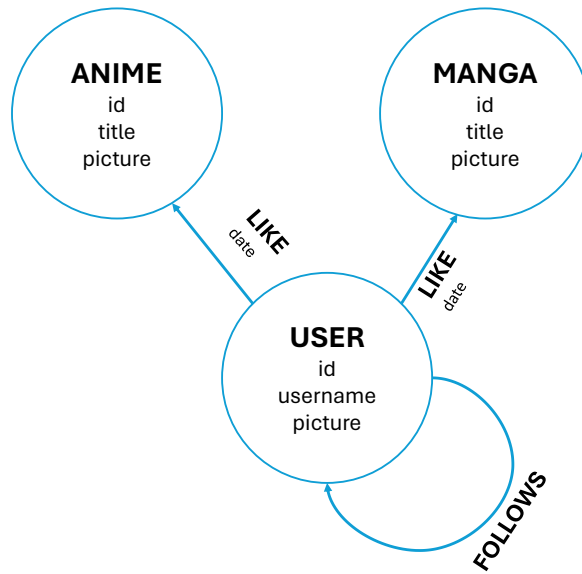 ANIME
id
title
picture
MANGA
id
title
picture
LIKE
date
LIKE
date
USER
id
username
picture
FOLLOWS